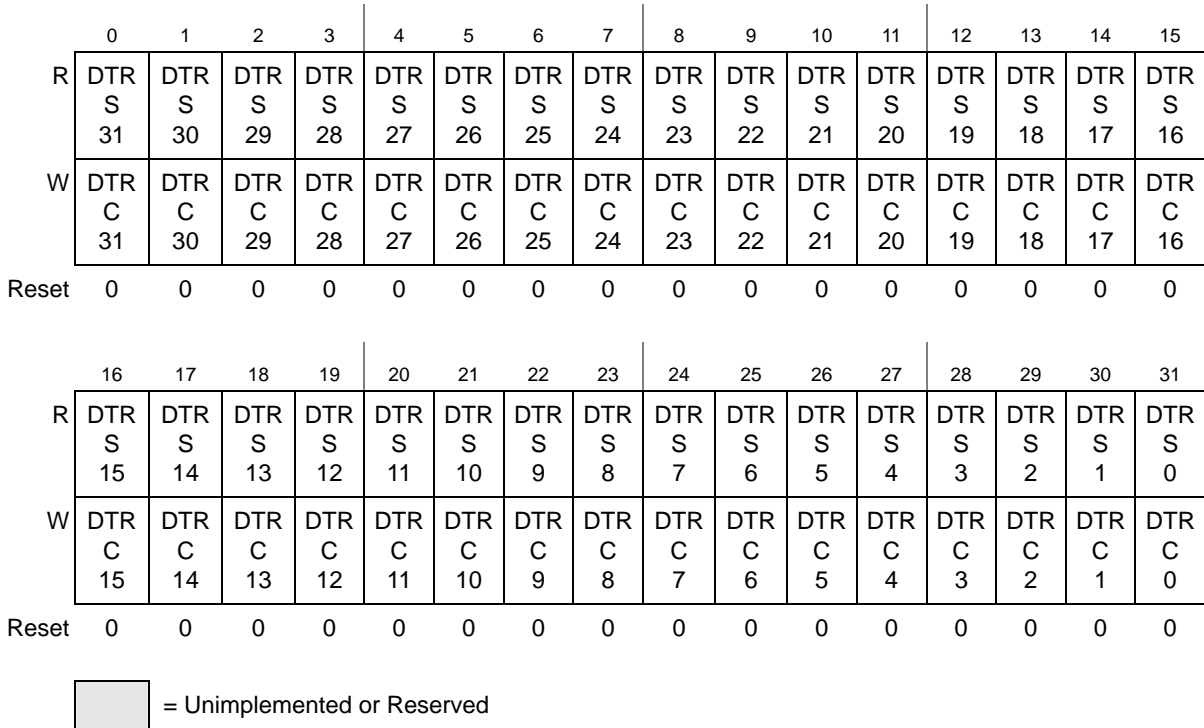 0 1 2 3 4 5 6 7 8 9 10 11 12 13 14 15
R DTR DTR DTR DTR DTR DTR DTR DTR DTR DTR DTR DTR DTR DTR DTR DTR
S S S S S S S S S S S S S S S S
31 30 29 28 27 26 25 24 23 22 21 20 19 18 17 16
W DTR DTR DTR DTR DTR DTR DTR DTR DTR DTR DTR DTR DTR DTR DTR DTR
C C C C C C C C C C C C C C C C
31 30 29 28 27 26 25 24 23 22 21 20 19 18 17 16
Reset 0 0 0 0 0 0 0 0 0 0 0 0 0 0 0 0
16 17 18 19 20 21 22 23 24 25 26 27 28 29 30 31
R DTR DTR DTR DTR DTR DTR DTR DTR DTR DTR DTR DTR DTR DTR DTR DTR
S S S S S S S S S S S S S S S S
15 14 13 12 11 10 9 8 7 6 5 4 3 2 1 0
W DTR DTR DTR DTR DTR DTR DTR DTR DTR DTR DTR DTR DTR DTR DTR DTR
C C C C C C C C C C C C C C C C
15 14 13 12 11 10 9 8 7 6 5 4 3 2 1 0
Reset 0 0 0 0 0 0 0 0 0 0 0 0 0 0 0 0
= Unimplemented or Reserved